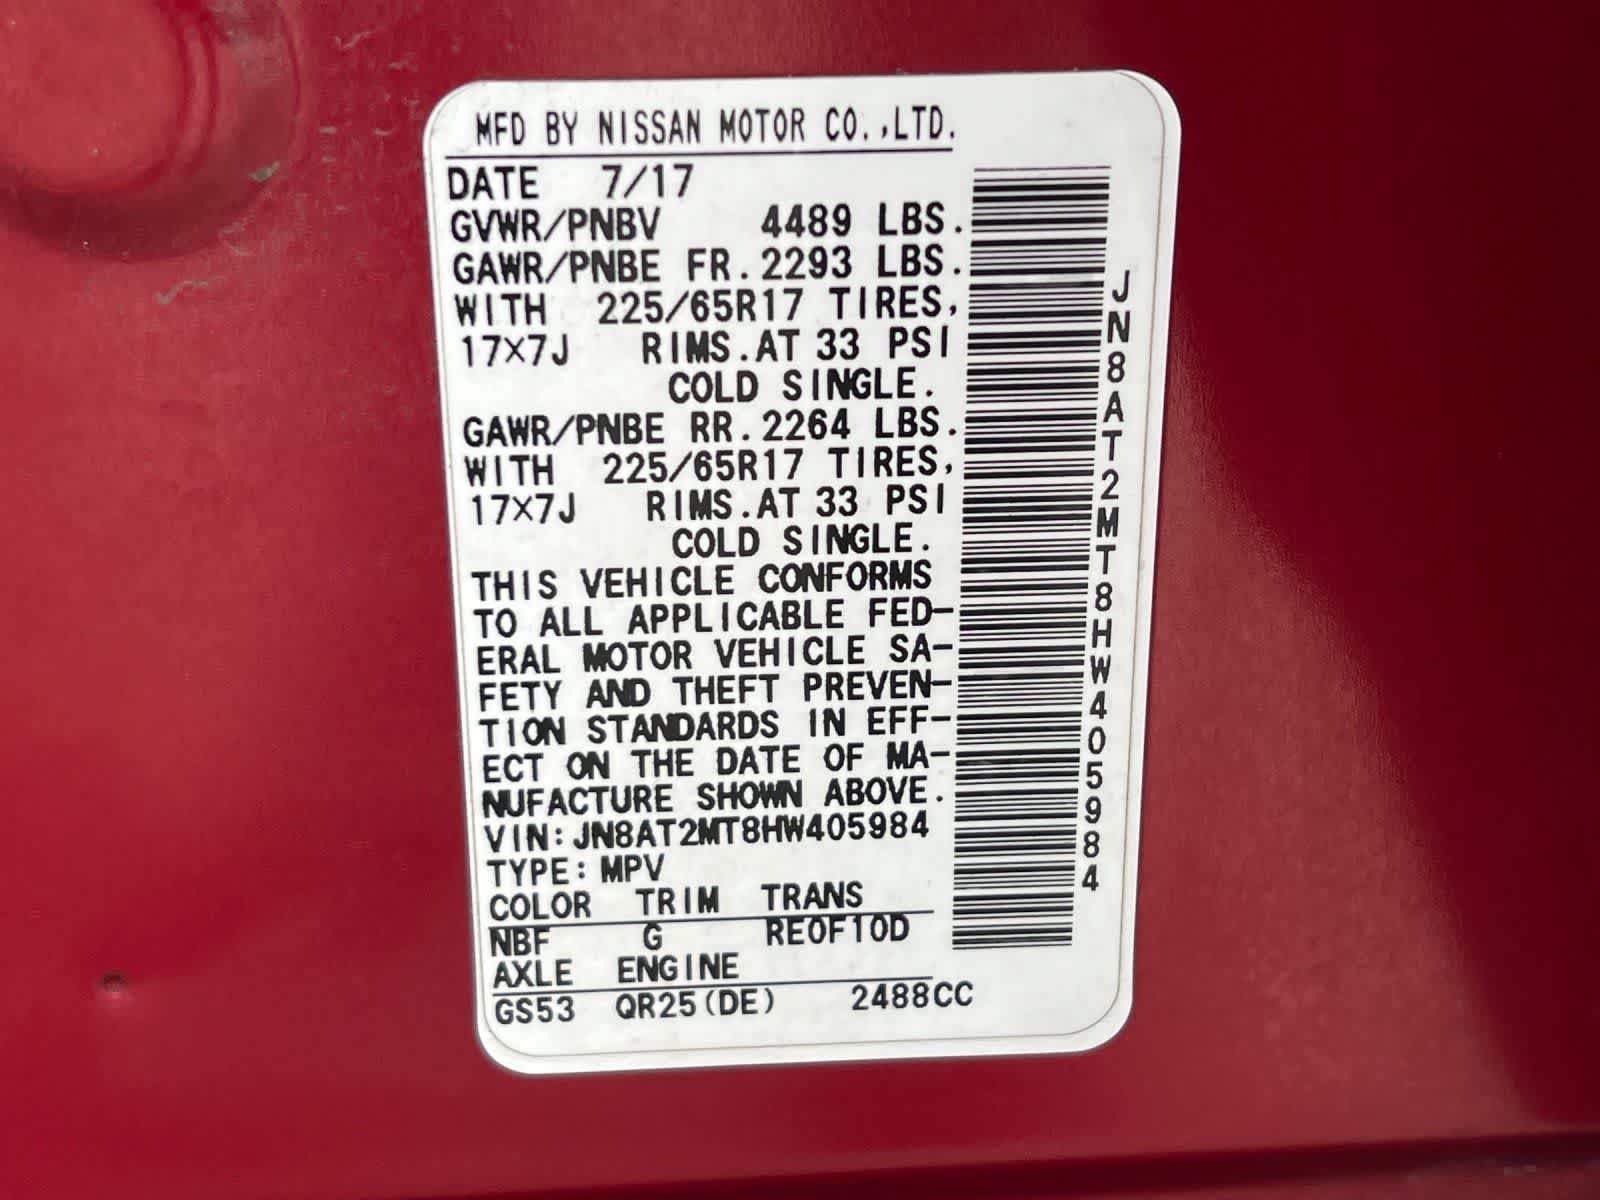 MFD BY NISSAN MOTOR CO.,LTD.
DATE 7/17
GVWR/PNBV 4489 LBS.
GAWR/PNBE FR.2293 LBS.
WITH 225/65R17 TIRES,
17×7J RIMS.AT 33 PSI
COLD SINGLE.
GAWR/PNBE RR.2264 LBS.
WITH 225/65R17 TIRES,
17×7J RIMS.AT 33 PSI
COLD SINGLE.
THIS VEHICLE CONFORMS
TO ALL APPLICABLE FED-
ERAL MOTOR VEHICLE SA-
FETY AND THEFT PREVEN-
TION STANDARDS IN EFF-
ECT ON THE DATE OF MA-
NUFACTURE SHOWN ABOVE.
VIN:JN8AT2MT8HW405984
TYPE:MPV
COLOR TRIM TRANS
NBF G RE0F10D
AXLE ENGINE
GS53 QR25(DE) 2488CC
JN8AT2MT8HW405984